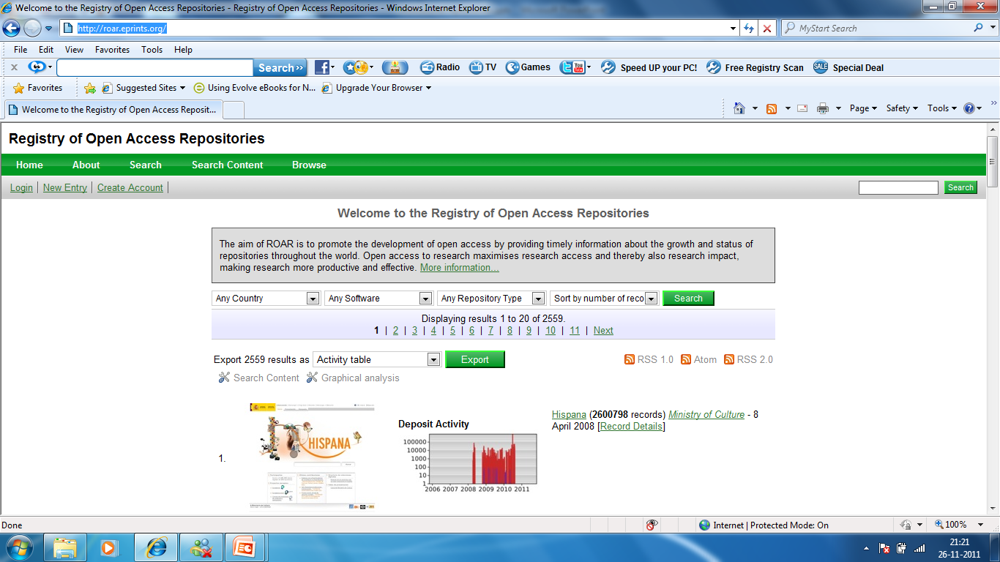 Welcome to the Registry of Open Access Repositories - Registry of Open Access Repositories - Windows Internet Explorer
http://roar.eprints.org/
MyStart Search
File Edit View Favorites Tools Help
Search>> Radio TV Games Speed UP your PC! Free Registry Scan SALE Special Deal
Favorites Suggested Sites Using Evolve eBooks for N... Upgrade Your Browser
Welcome to the Registry of Open Access Reposit... Page Safety Tools
Registry of Open Access Repositories
Home About Search Search Content Browse
Login | New Entry | Create Account | Search
Welcome to the Registry of Open Access Repositories
The aim of ROAR is to promote the development of open access by providing timely information about the growth and status of
repositories throughout the world. Open access to research maximises research access and thereby also research impact,
making research more productive and effective. More information...
Any Country Any Software Any Repository Type Sort by number of reco Search
Displaying results 1 to 20 of 2559.
1 | 2 | 3 | 4 | 5 | 6 | 7 | 8 | 9 | 10 | 11 | Next
Export 2559 results as Activity table Export RSS 1.0 Atom RSS 2.0
Search Content Graphical analysis
1.
HISPANA
Deposit Activity
100000
10000
1000
100
10
1
2006 2007 2008 2009 2010 2011
Hispana (2600798 records) Ministry of Culture - 8
April 2008 [Record Details]
Done Internet | Protected Mode: On 100%
21:21
26-11-2011